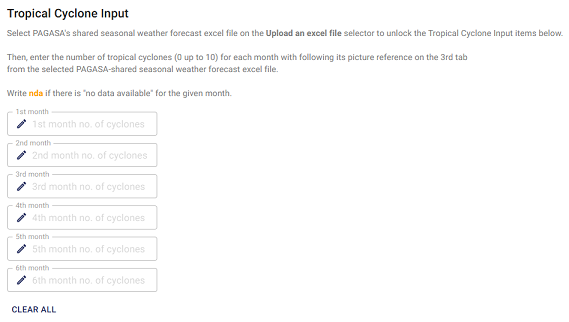 Tropical Cyclone Input
Select PAGASA's shared seasonal weather forecast excel file on the Upload an excel file selector to unlock the Tropical Cyclone Input items below.
Then, enter the number of tropical cyclones (0 up to 10) for each month with following its picture reference on the 3rd tab
from the selected PAGASA-shared seasonal weather forecast excel file.
Write nda if there is "no data available" for the given month.
1st month
1st month no. of cyclones
2nd month
2nd month no. of cyclones
3rd month
3rd month no. of cyclones
4th month
4th month no. of cyclones
5th month
5th month no. of cyclones
6th month
6th month no. of cyclones
CLEAR ALL